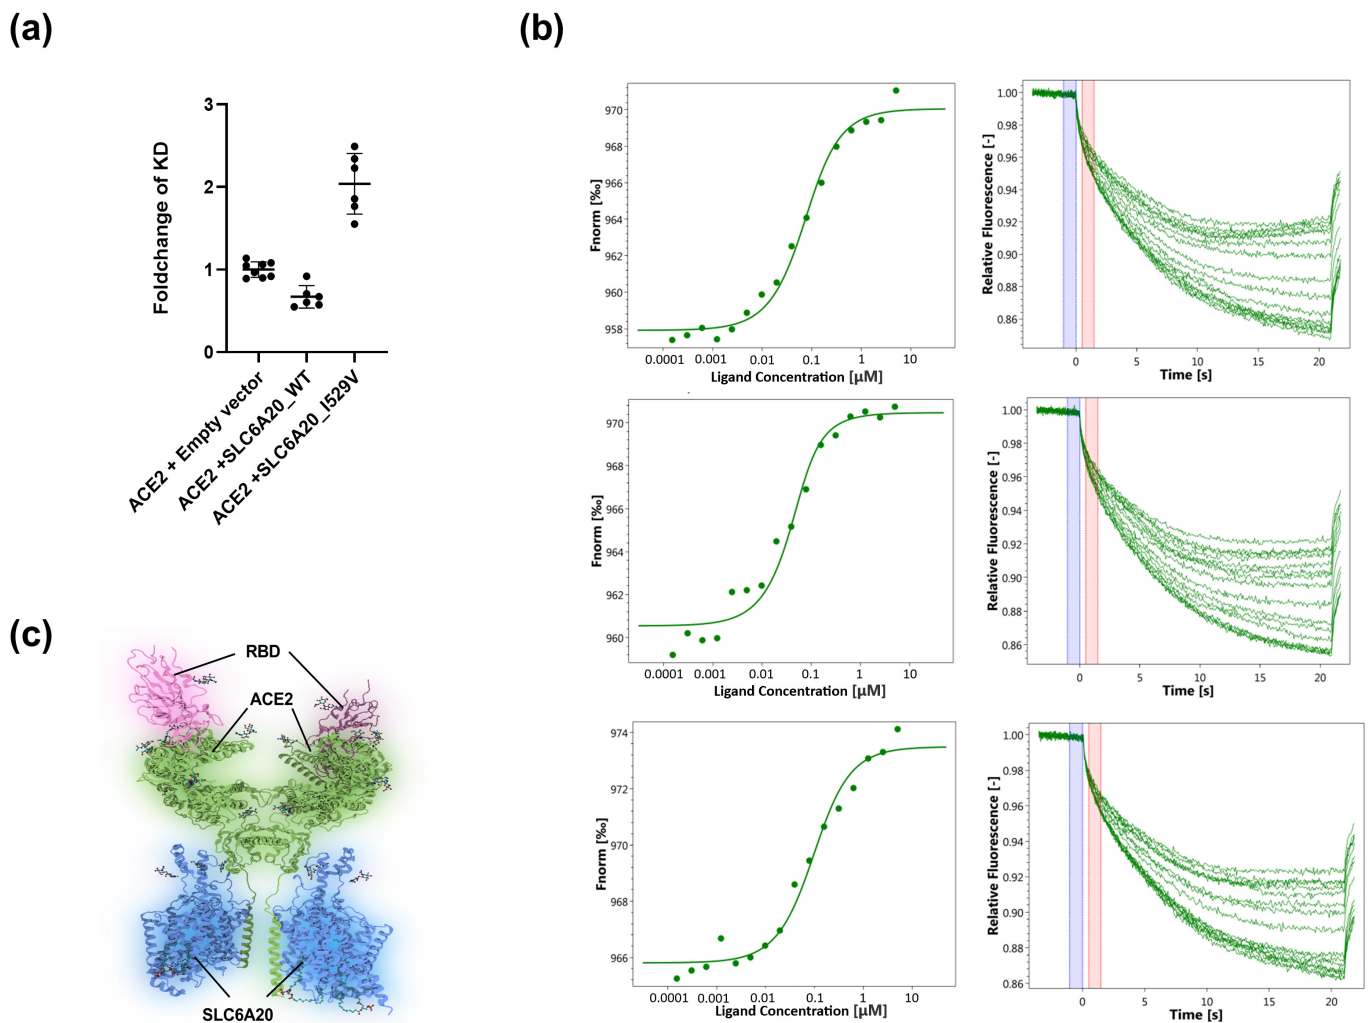 (a)
(b)
3
2
1
0
Foldchange of KD
ACE2 + Empty vector
ACE2 +SLC6A20_WT
ACE2 +SLC6A20_I529V
970
968
966
964
962
960
958
Fnorm [‰]
0.0001 0.001 0.01 0.1 1 10
Ligand Concentration [µM]
1.00
0.98
0.96
0.94
0.92
0.90
0.88
0.86
Relative Fluorescence [-]
0 5 10 15 20
Time [s]
970
968
966
964
962
960
Fnorm [‰]
0.0001 0.001 0.01 0.1 1 10
Ligand Concentration [µM]
1.00
0.98
0.96
0.94
0.92
0.90
0.88
0.86
Relative Fluorescence [-]
0 5 10 15 20
Time [s]
(c)
RBD
ACE2
SLC6A20
974
972
970
968
966
Fnorm [‰]
0.0001 0.001 0.01 0.1 1 10
Ligand Concentration [µM]
1.00
0.98
0.96
0.94
0.92
0.90
0.88
0.86
Relative Fluorescence [-]
0 5 10 15 20
Time [s]